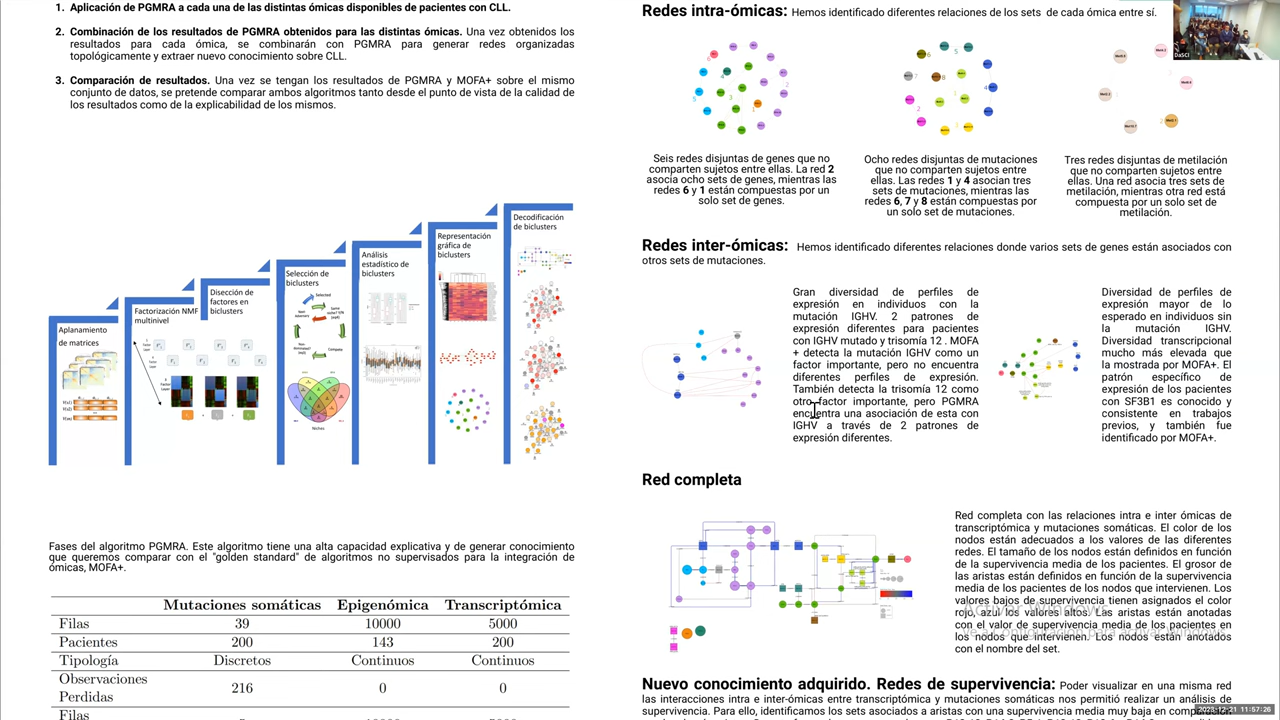 1. Aplicación de PGMRA a cada una de las distintas ómicas disponibles de pacientes con CLL.
2. Combinación de los resultados de PGMRA obtenidos para las distintas ómicas. Una vez obtenidos los
resultados para cada ómica, se combinarán con PGMRA para generar redes organizadas
topológicamente y extraer nuevo conocimiento sobre CLL.
3. Comparación de resultados. Una vez se tengan los resultados de PGMRA y MOFA+ sobre el mismo
conjunto de datos, se pretende comparar ambos algoritmos tanto desde el punto de vista de la calidad de
los resultados como de la explicabilidad de los mismos.
Aplanamiento
de matrices
Factorización NMF
multinivel
Disección de
factores en
biclusters
Selección de
biclusters
Análisis
estadístico de
biclusters
Representación
gráfica de
biclusters
Decodificación
de biclusters
Fases del algoritmo PGMRA. Este algoritmo tiene una alta capacidad explicativa y de generar conocimiento
que queremos comparar con el "golden standard" de algoritmos no supervisados para la integración de
ómicas, MOFA+.
Mutaciones somáticas Epigenómica Transcriptómica
Filas 39 10000 5000
Pacientes 200 143 200
Tipología Discretos Continuos Continuos
Observaciones
Perdidas 216 0 0
Filas
Redes intra-ómicas: Hemos identificado diferentes relaciones de los sets de cada ómica entre sí.
DaSCI
Seis redesdisjuntas de genes que no
comparten sujetos entre ellas. La red 2
asocia ocho sets de genes, mientras las
redes 6 y 1 están compuestas por un
solo set de genes.
Ocho redes disjuntas de mutaciones
que no comparten sujetos entre
ellas. Las redes 1 y 4 asocian tres
sets de mutaciones, mientras las
redes 6, 7 y 8 están compuestas por
un solo set de mutaciones.
Tres redes disjuntas de metilación
que no comparten sujetos entre
ellas. Una red asocia tres sets de
metilación, mientras otra red está
compuesta por un solo set de
metilación.
Redes inter-ómicas: Hemos identificado diferentes relaciones donde varios sets de genes están asociados con
otros sets de mutaciones.
Gran diversidad de perfiles de
expresión en individuos con la
mutación IGHV. 2 patrones de
expresión diferentes para pacientes
con IGHV mutado y trisomía 12 . MOFA
+ detecta la mutación IGHV como un
factor importante, pero no encuentra
diferentes perfiles de expresión.
También detecta la trisomía 12 como
otro factor importante, pero PGMRA
encuentra una asociación de esta con
IGHV a través de 2 patrones de
expresión diferentes.
Diversidad de perfiles de
expresión mayor de lo
esperado en individuos sin
la mutación IGHV.
Diversidad transcripcional
mucho más elevada que
la mostrada por MOFA+. El
patrón específico de
expresión de los pacientes
con SF3B1 es conocido y
consistente en trabajos
previos, y también fue
identificado por MOFA+.
Red completa
Red completa con las relaciones intra e inter ómicas de
transcriptómica y mutaciones somáticas. El color de los
nodos están adecuados a los valores de las diferentes
redes. El tamaño de los nodos están definidos en función
de la supervivencia media de los pacientes. El grosor de
las aristas están definidos en función de la supervivencia
media de los pacientes de los nodos que intervienen. Los
valores bajos de supervivencia tienen asignados el color
rojo, azul los valores altos. Las aristas están anotadas
con el valor de supervivencia media de los pacientes en
los nodos que intervienen. Los nodos están anotados
con el nombre del set.
Activar Windows
Nuevo conocimiento adquirido. Redes de supervivencia: Poder visualizar en una misma red
las interacciones intra e inter-ómicas entre transcriptómica y mutaciones somáticas nos permitió realizar un análisis de
supervivencia. Para ello, identificamos los sets asociados a aristas con una supervivencia media muy baja en
2023-12-21 11:57:26